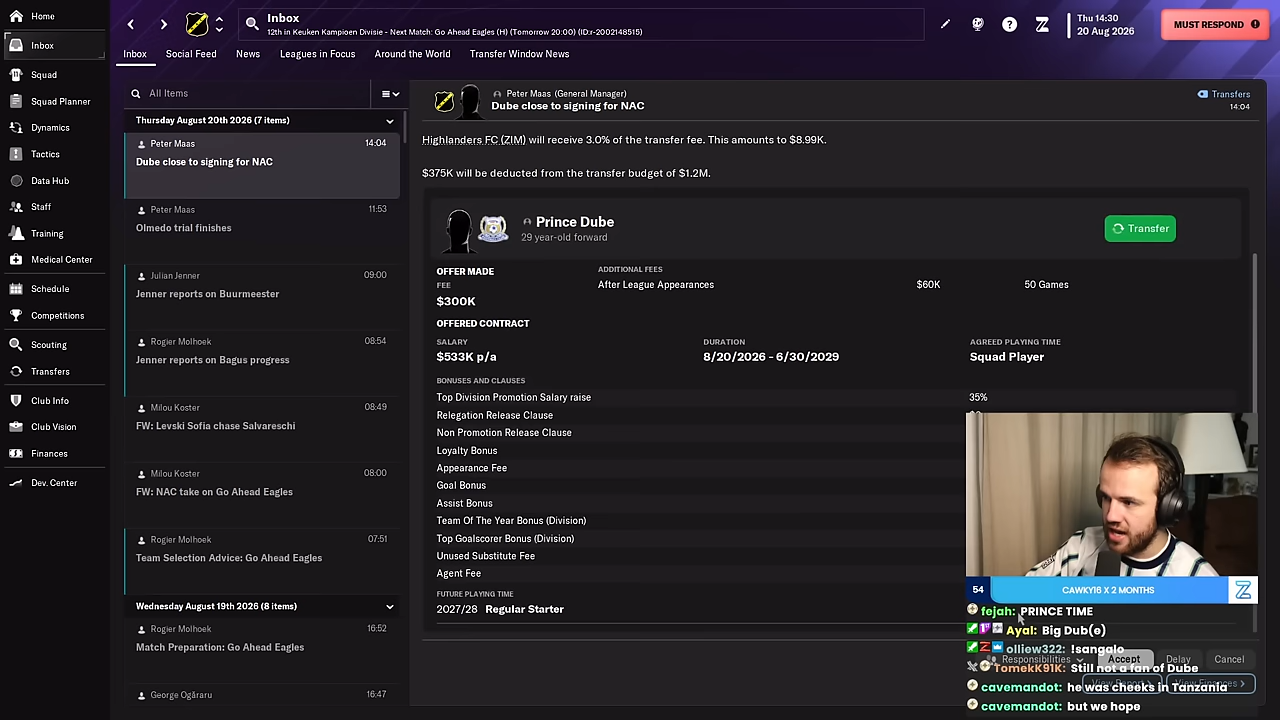 Home
Inbox
Squad
Squad Planner
Dynamics
Tactics
Data Hub
Staff
Training
Medical Center
Schedule
Competitions
Scouting
Transfers
Club Info
Club Vision
Finances
Dev. Center
Inbox
12th in Keuken Kampioen Divisie - Next Match: Go Ahead Eagles (H) (Tomorrow 20:00) (ID:r-2002148515)
Thu 14:30
20 Aug 2026
MUST RESPOND
Inbox Social Feed News Leagues in Focus Around the World Transfer Window News
All Items
Thursday August 20th 2026 (7 items)
Peter Maas 14:04
Dube close to signing for NAC
Peter Maas 11:53
Olmedo trial finishes
Julian Jenner 09:00
Jenner reports on Buurmeester
Rogier Molhoek 08:54
Jenner reports on Bagus progress
Milou Koster 08:49
FW: Levski Sofia chase Salvareschi
Milou Koster 08:00
FW: NAC take on Go Ahead Eagles
Rogier Molhoek 07:51
Team Selection Advice: Go Ahead Eagles
Wednesday August 19th 2026 (8 items)
Rogier Molhoek 16:52
Match Preparation: Go Ahead Eagles
George Ogăraru 16:47
Peter Maas (General Manager)
Dube close to signing for NAC
Transfers
14:04
Highlanders FC (ZIM) will receive 3.0% of the transfer fee. This amounts to $8.99K.
$375K will be deducted from the transfer budget of $1.2M.
Prince Dube
29 year-old forward
Transfer
OFFER MADE
FEE
$300K
ADDITIONAL FEES
After League Appearances $60K 50 Games
OFFERED CONTRACT
SALARY
$533K p/a
DURATION
8/20/2026 - 6/30/2029
AGREED PLAYING TIME
Squad Player
BONUSES AND CLAUSES
Top Division Promotion Salary raise 35%
Relegation Release Clause
Non Promotion Release Clause
Loyalty Bonus
Appearance Fee
Goal Bonus
Assist Bonus
Team Of The Year Bonus (Division)
Top Goalscorer Bonus (Division)
Unused Substitute Fee
Agent Fee
FUTURE PLAYING TIME
2027/28 Regular Starter
Responsibilities Accept Delay Cancel
View Report View Finances
54 CAWKY16 X 2 MONTHS
fejah: PRINCE TIME
Ayal: Big Dub(e)
olliew322: !sangalo
TomekK91K: Still not a fan of Dube
cavemandot: he was cheeks in Tanzania
cavemandot: but we hope